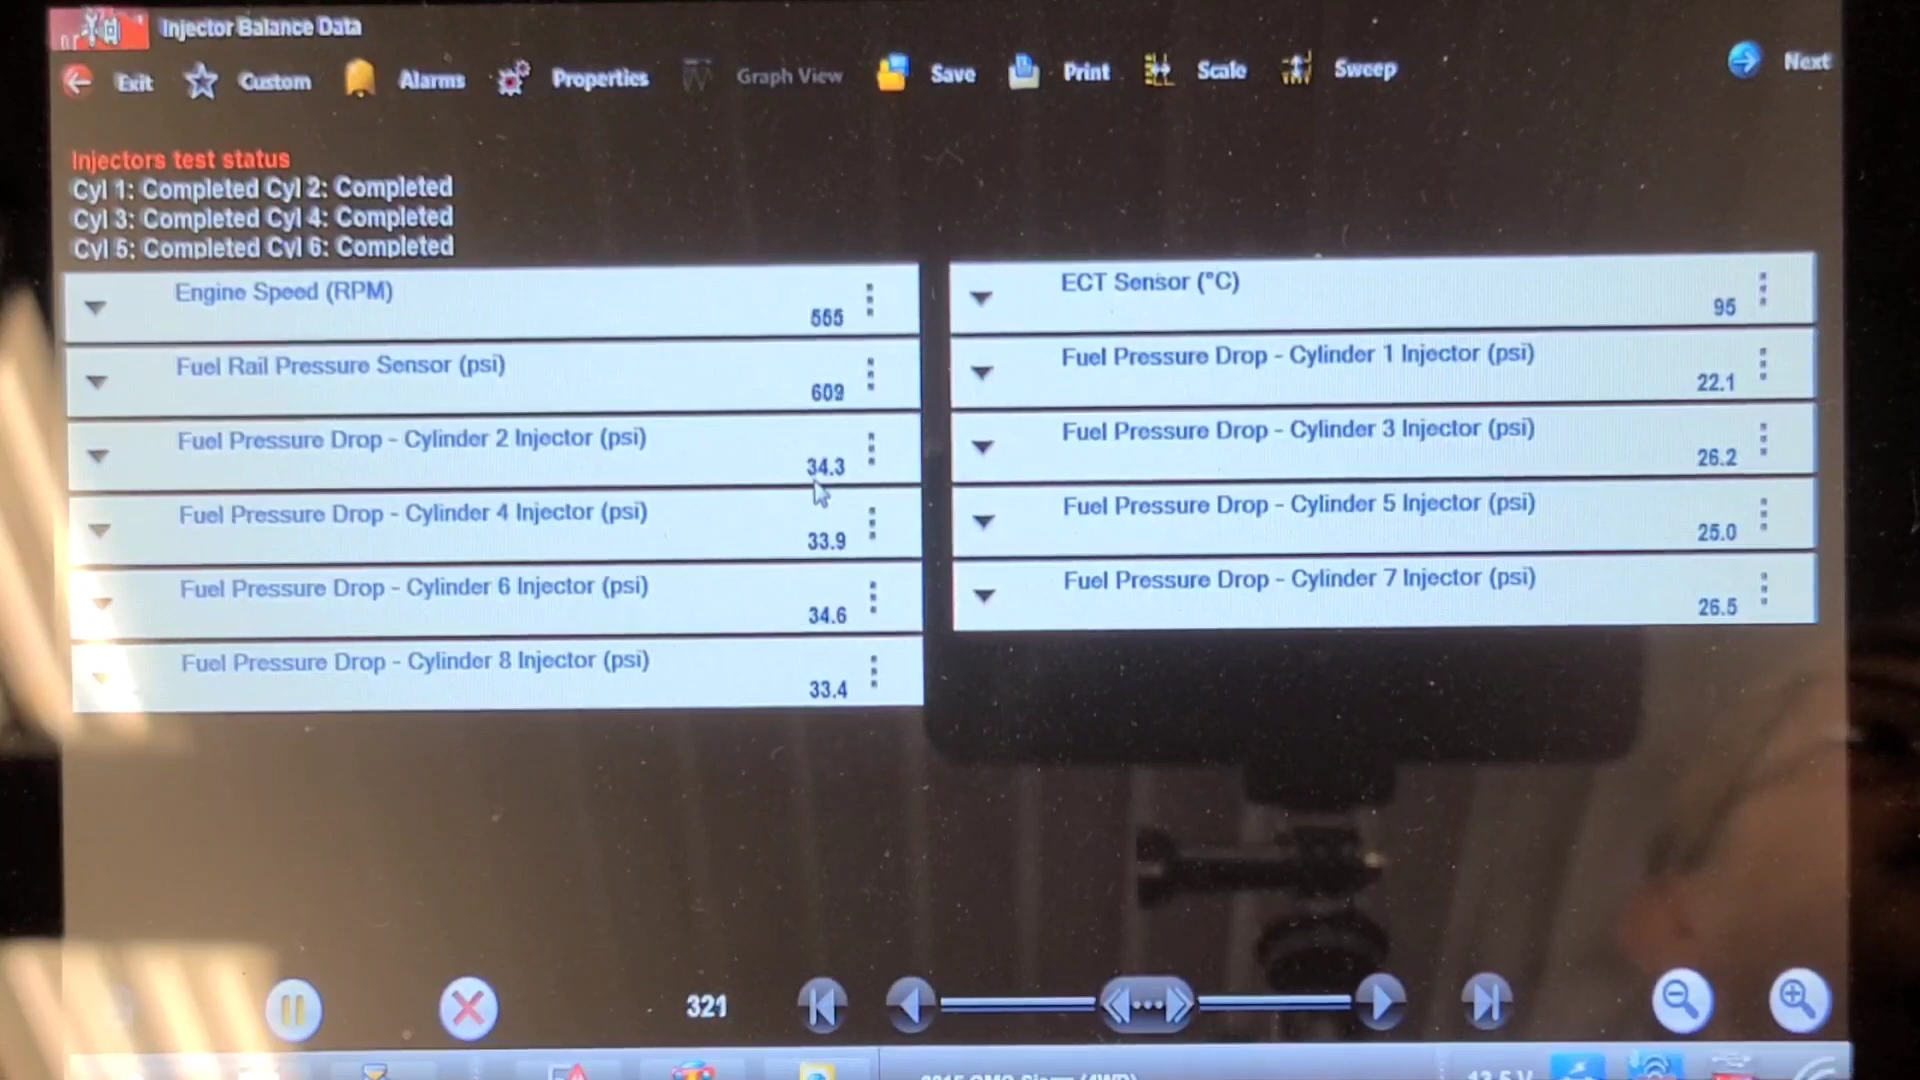 Injector Balance Data
Exit Custom Alarms Properties Graph View Save Print Scale Sweep Next
Injectors test status
Cyl 1: Completed Cyl 2: Completed
Cyl 3: Completed Cyl 4: Completed
Cyl 5: Completed Cyl 6: Completed
Engine Speed (RPM)
565
ECT Sensor (°C)
95
Fuel Rail Pressure Sensor (psi)
609
Fuel Pressure Drop - Cylinder 1 Injector (psi)
22.1
Fuel Pressure Drop - Cylinder 2 Injector (psi)
34.3
Fuel Pressure Drop - Cylinder 3 Injector (psi)
26.2
Fuel Pressure Drop - Cylinder 4 Injector (psi)
33.9
Fuel Pressure Drop - Cylinder 5 Injector (psi)
25.0
Fuel Pressure Drop - Cylinder 6 Injector (psi)
34.6
Fuel Pressure Drop - Cylinder 7 Injector (psi)
26.5
Fuel Pressure Drop - Cylinder 8 Injector (psi)
33.4
321